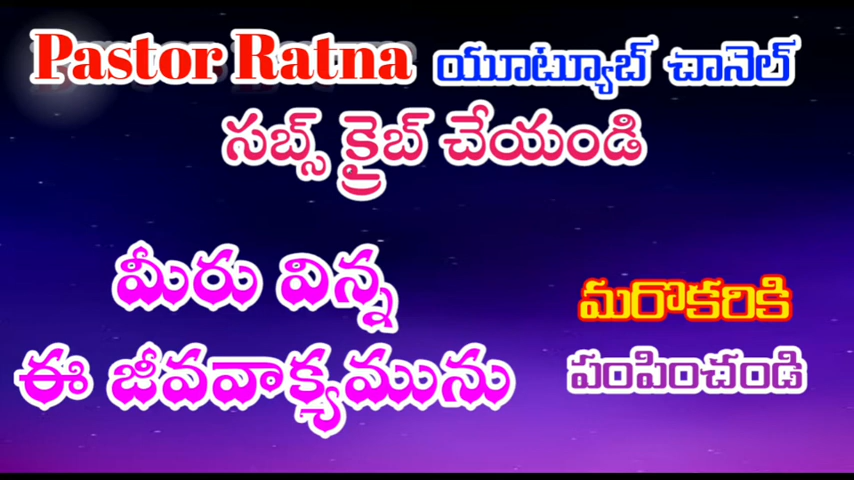 Pastor Ratna యూట్యూబ్ చానెల్
సబ్స్ క్రైబ్ చేయండి
మీరు విన్న
ఈ జీవవాక్యమును
మరొకరికి
పంపించండి